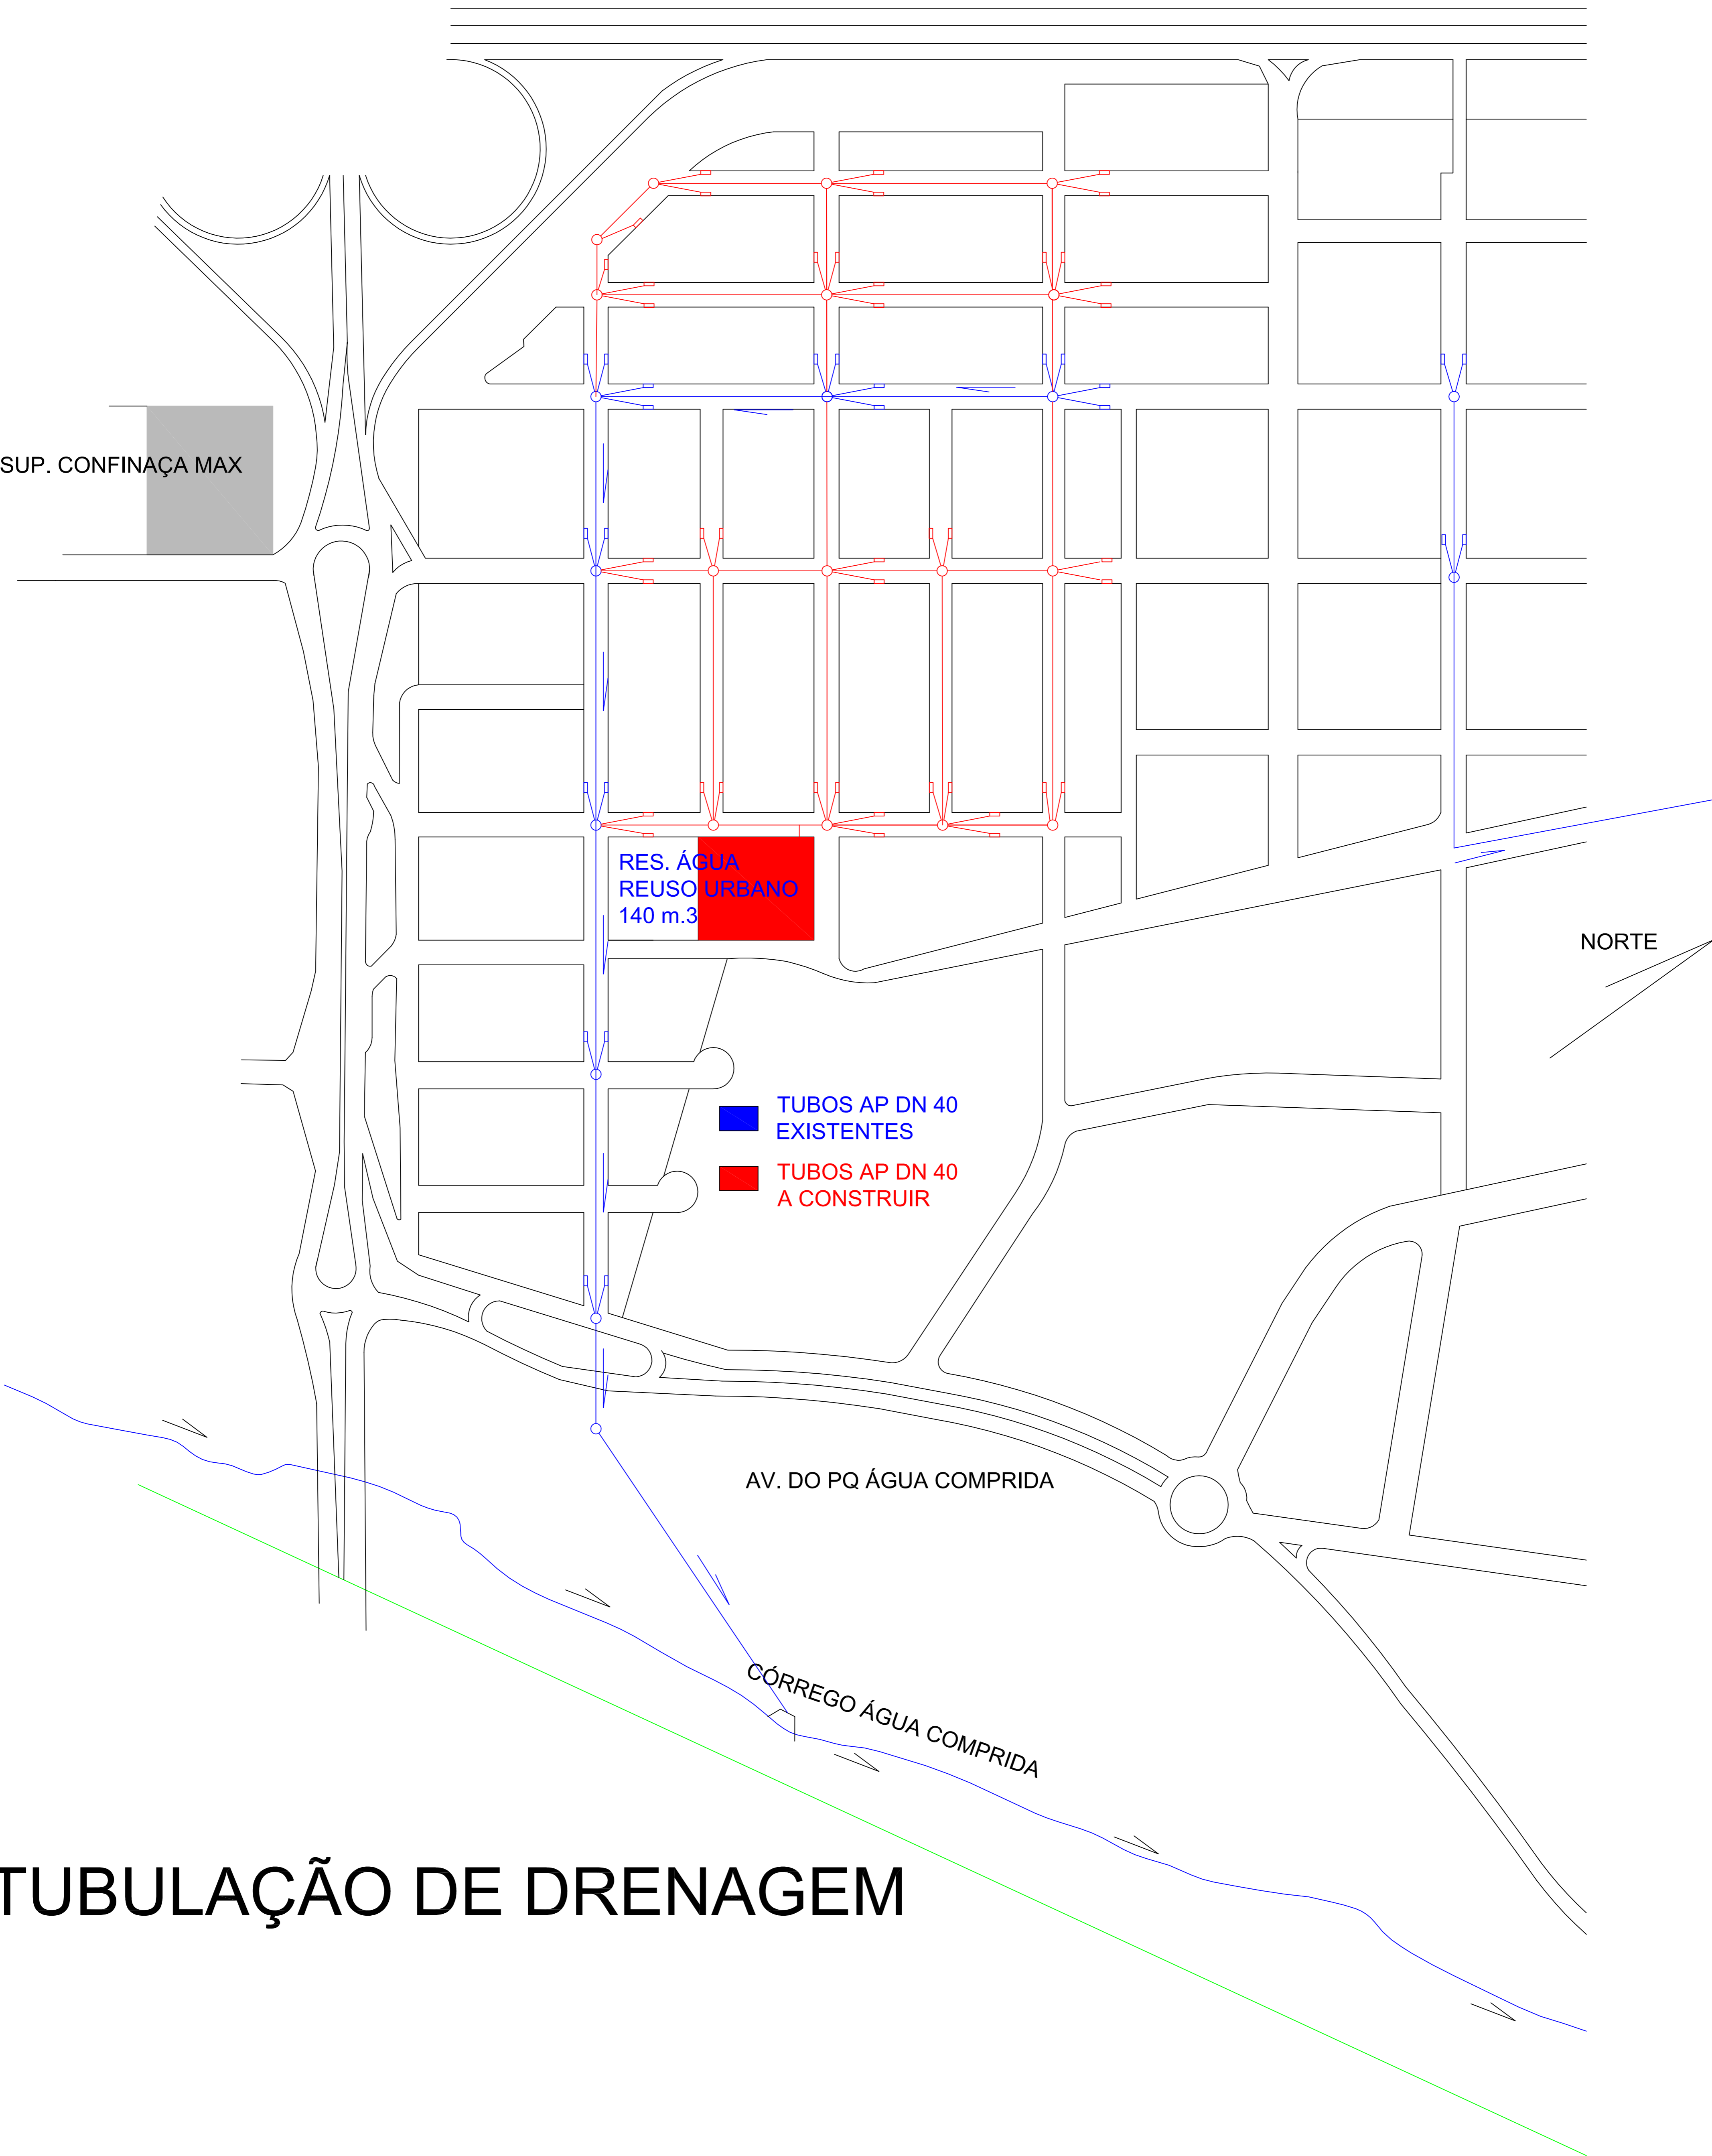 SUP. CONFINAÇA MAX
RES. ÁGUA
REUSO URBANO
140 m.3
NORTE
TUBOS AP DN 40
EXISTENTES
TUBOS AP DN 40
A CONSTRUIR
AV. DO PQ ÁGUA COMPRIDA
CÓRREGO ÁGUA COMPRIDA
TUBULAÇÃO DE DRENAGEM